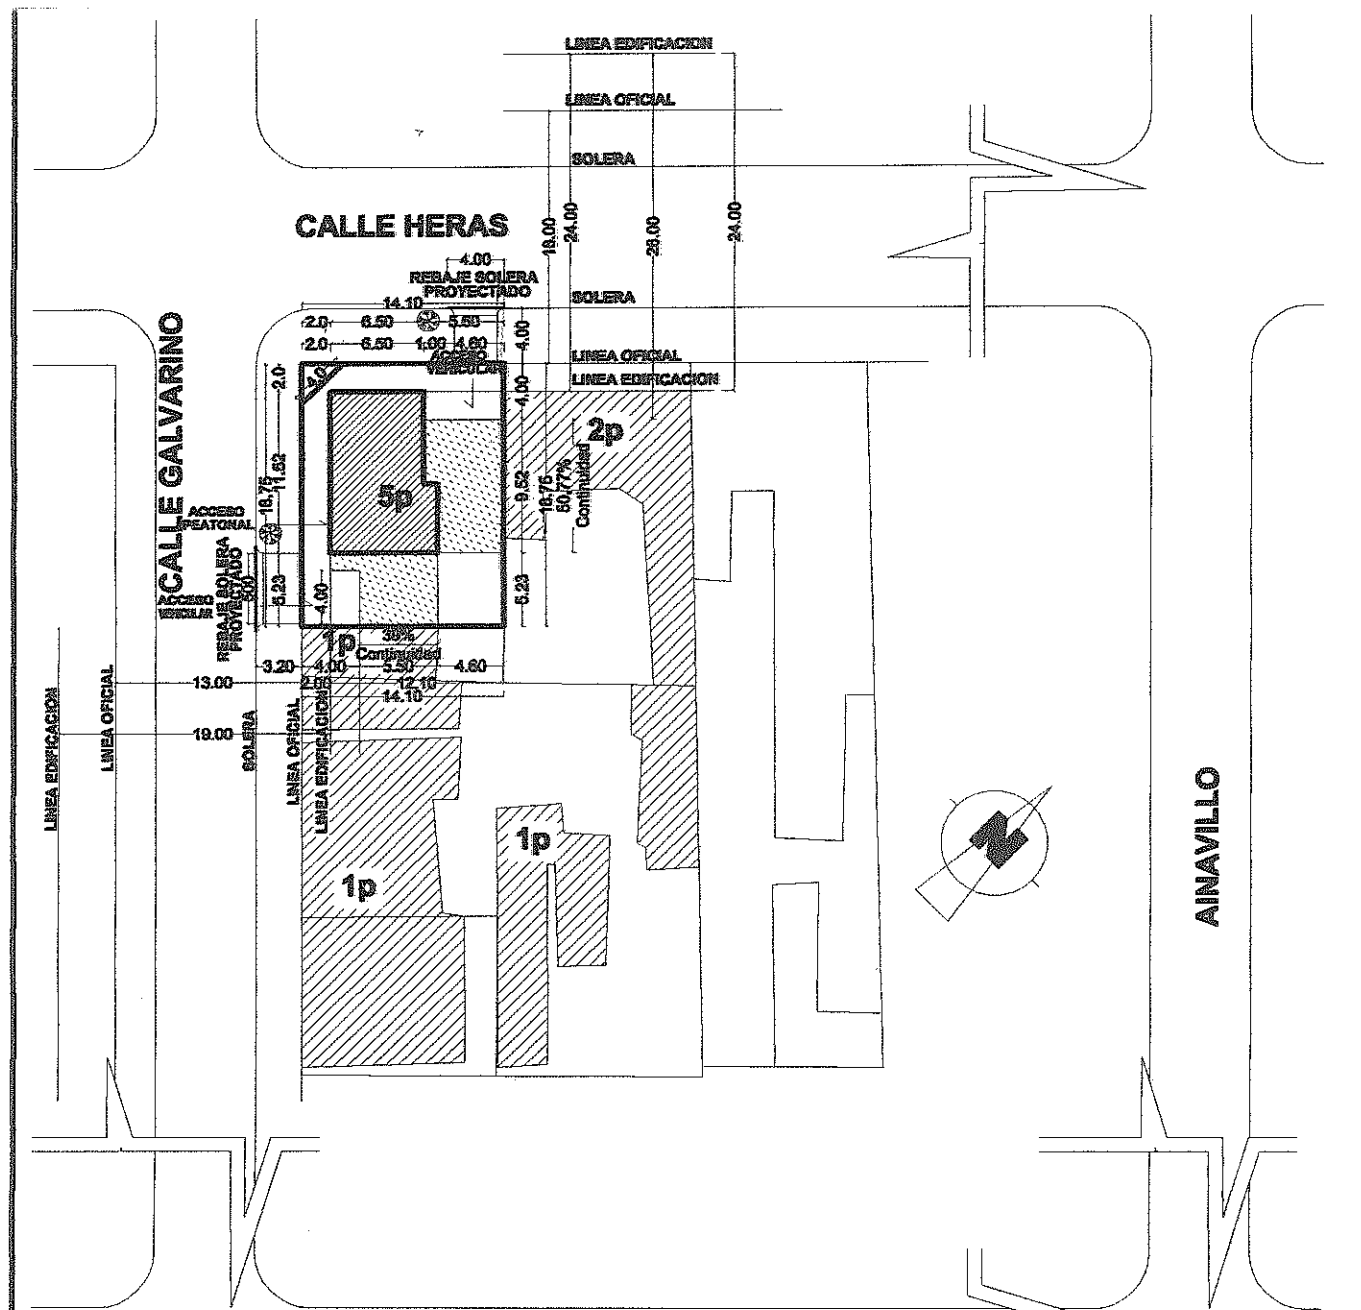 LINEA EDIFICACION
LINEA OFICIAL
SOLERA
CALLE HERAS
18.00
24.00
28.00
24.00
4.00
REBAJE SOLERA
PROYECTADO
14.10
SOLERA
2.0
6.50
5.50
4.00
2.0
6.50
1.00
4.60
ACCESO
VEHICULAR
LINEA OFICIAL
LINEA EDIFICACION
4.0
2.0
4.00
CALLE GALVARINO
18.75
11.52
2p
5p
9.52
18.75
50,77%
Continuidad
ACCESO
PEATONAL
REBAJE SOLERA
PROYECTADO
500
5.23
4.00
5.23
ACCESO
VEHICULAR
1p
Continuidad
3.20
4.00
5.50
4.60
13.00
2.00
12.10
14.10
19.00
LINEA EDIFICACION
LINEA OFICIAL
SOLERA
LINEA OFICIAL
LINEA EDIFICACION
1p
1p
N
AINAVILLO